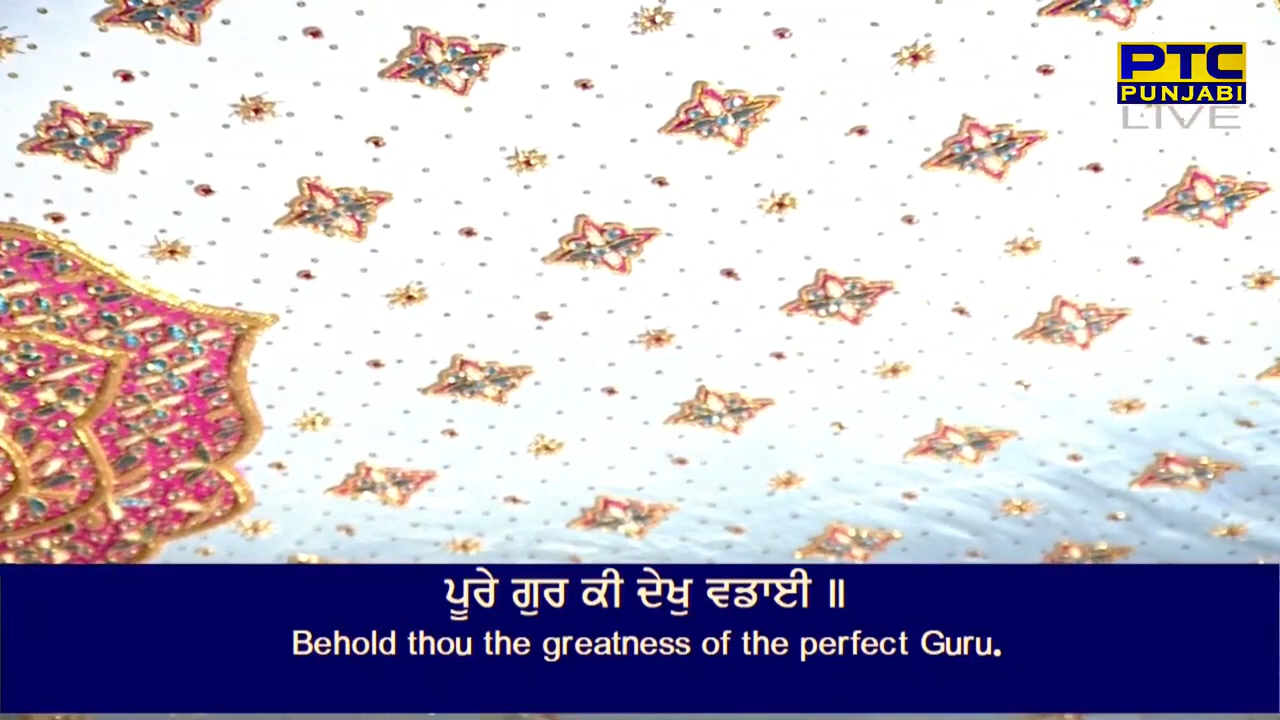 PTC
PUNJABI
LIVE
ਪੂਰੇ ਗੁਰ ਕੀ ਦੇਖੁ ਵਡਾਈ ॥
Behold thou the greatness of the perfect Guru.